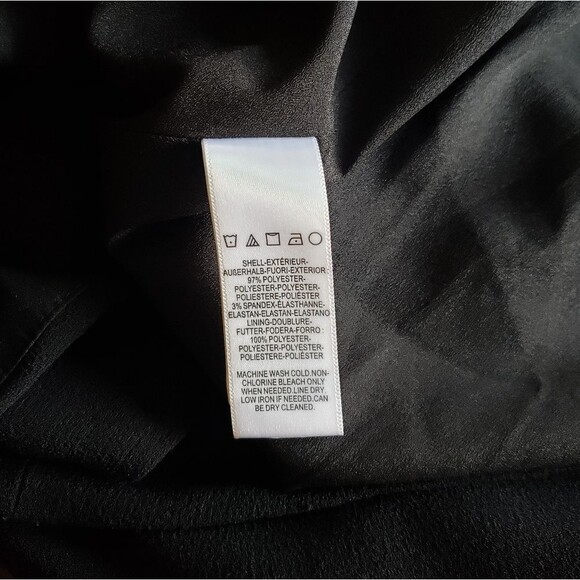 SHELL-EXTÉRIEUR-
AUßERHALB-FUORI-EXTERIOR :
97% POLYESTER-
POLYESTER-POLYESTER-
POLIESTERE-POLIÉSTER
3% SPANDEX-ÉLASTHANNE-
ELASTAN-ELASTAN-ELASTANO
LINING-DOUBLURE-
FUTTER-FODERA-FORRO :
100% POLYESTER-
POLYESTER-POLYESTER-
POLIESTERE-POLIÉSTER
MACHINE WASH COLD.NON-
CHLORINE BLEACH ONLY
WHEN NEEDED.LINE DRY.
LOW IRON IF NEEDED.CAN
BE DRY CLEANED.